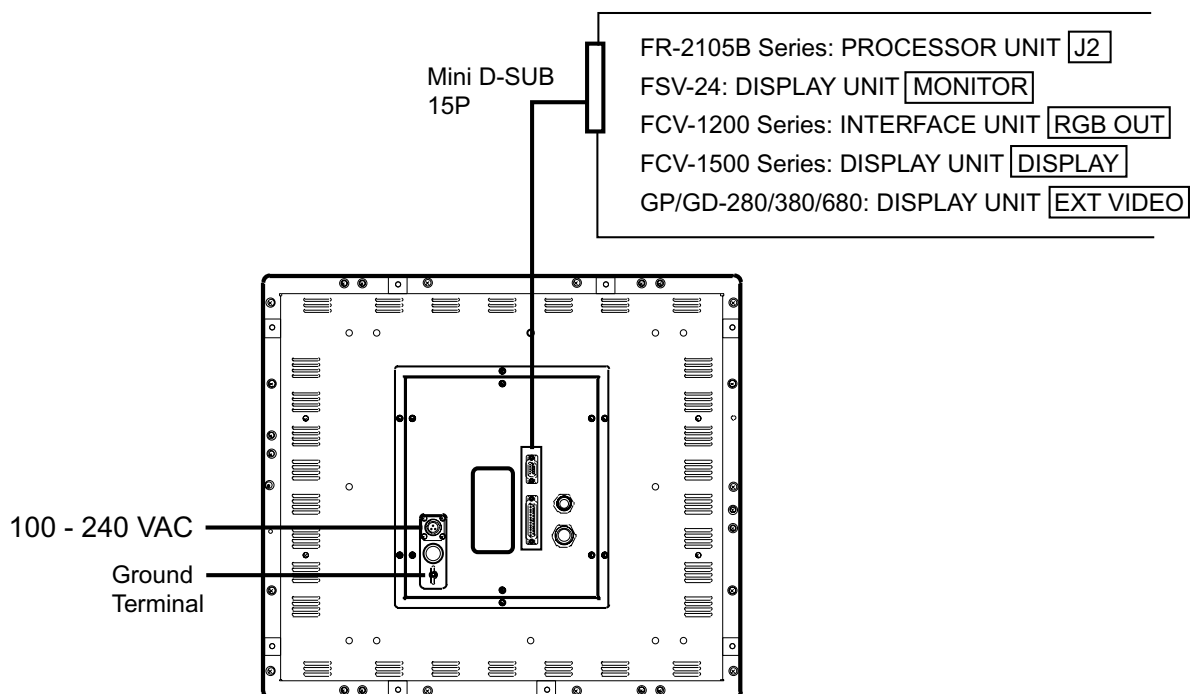 FR-2105B Series: PROCESSOR UNIT J2
Mini D-SUB
15P
FSV-24: DISPLAY UNIT MONITOR
FCV-1200 Series: INTERFACE UNIT RGB OUT
FCV-1500 Series: DISPLAY UNIT DISPLAY
GP/GD-280/380/680: DISPLAY UNIT EXT VIDEO
100 - 240 VAC
Ground
Terminal